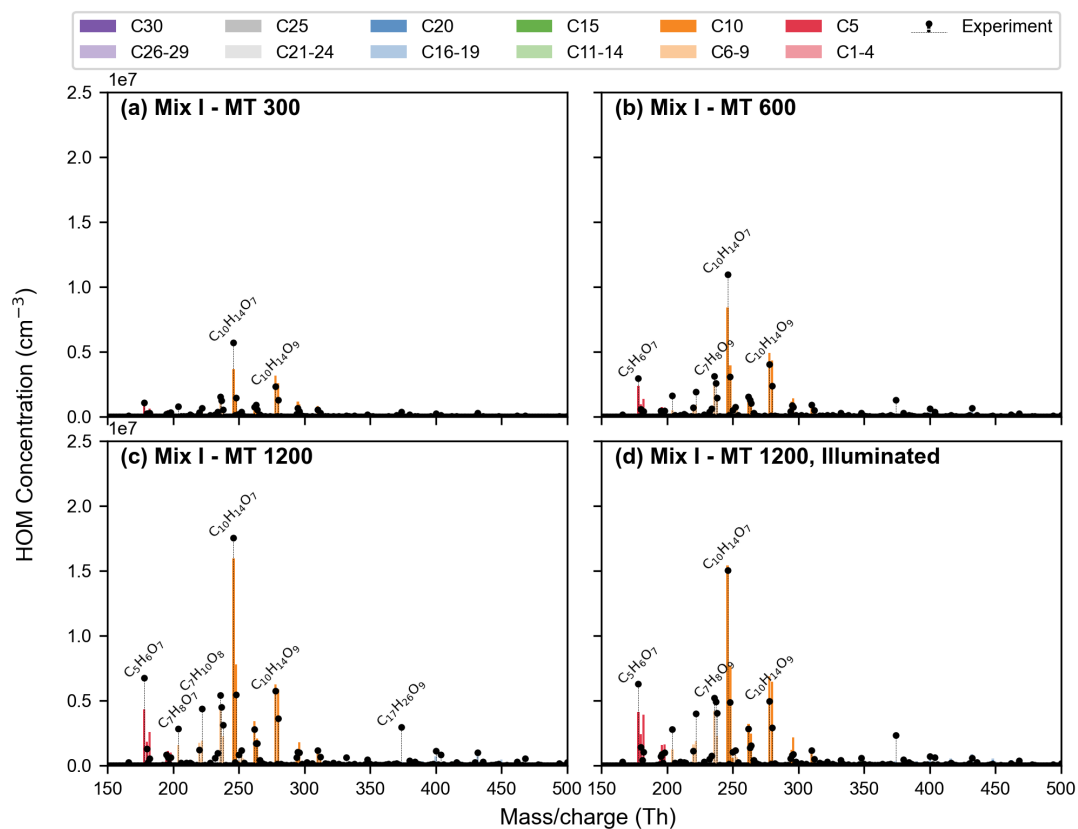 C30 C25 C20 C15 C10 C5 Experiment
C26-29 C21-24 C16-19 C11-14 C6-9 C1-4
1e7
(a) Mix I - MT 300
(b) Mix I - MT 600
2.5
2.0
1.5
1.0
0.5
0.0
C₁₀H₁₄O₇
C₁₀H₁₄O₉
C₅H₆O₇
C₇H₈O₉
C₁₀H₁₄O₇
C₁₀H₁₄O₉
1e7
(c) Mix I - MT 1200
(d) Mix I - MT 1200, Illuminated
2.5
2.0
1.5
1.0
0.5
0.0
C₅H₆O₇
C₇H₈O₇
C₇H₁₀O₈
C₁₀H₁₄O₇
C₁₀H₁₄O₉
C₁₇H₂₆O₉
C₅H₆O₇
C₇H₈O₉
C₁₀H₁₄O₇
C₁₀H₁₄O₉
150 200 250 300 350 400 450 500
150 200 250 300 350 400 450 500
HOM Concentration (cm⁻³)
Mass/charge (Th)